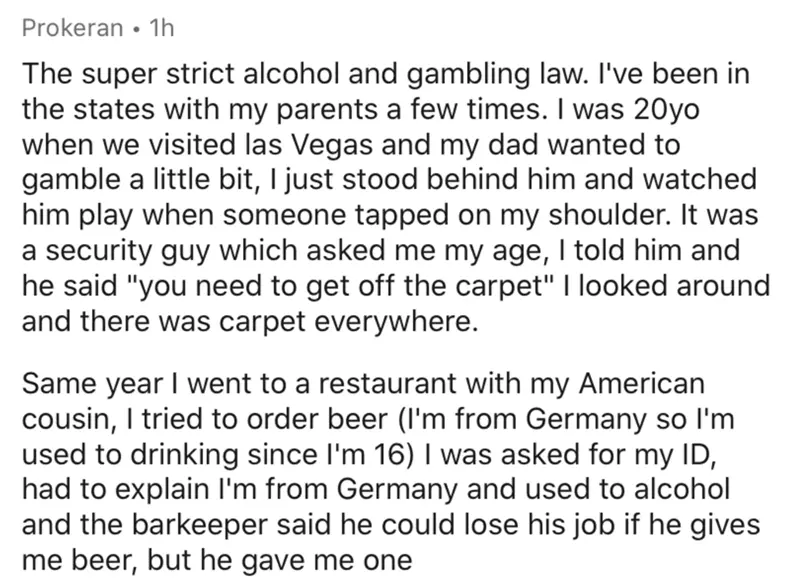 Prokeran • 1h
The super strict alcohol and gambling law. I've been in
the states with my parents a few times. I was 20yo
when we visited las Vegas and my dad wanted to
gamble a little bit, I just stood behind him and watched
him play when someone tapped on my shoulder. It was
a security guy which asked me my age, I told him and
he said "you need to get off the carpet" I looked around
and there was carpet everywhere.
Same year I went to a restaurant with my American
cousin, I tried to order beer (I'm from Germany so I'm
used to drinking since I'm 16) I was asked for my ID,
had to explain I'm from Germany and used to alcohol
and the barkeeper said he could lose his job if he gives
me beer, but he gave me one